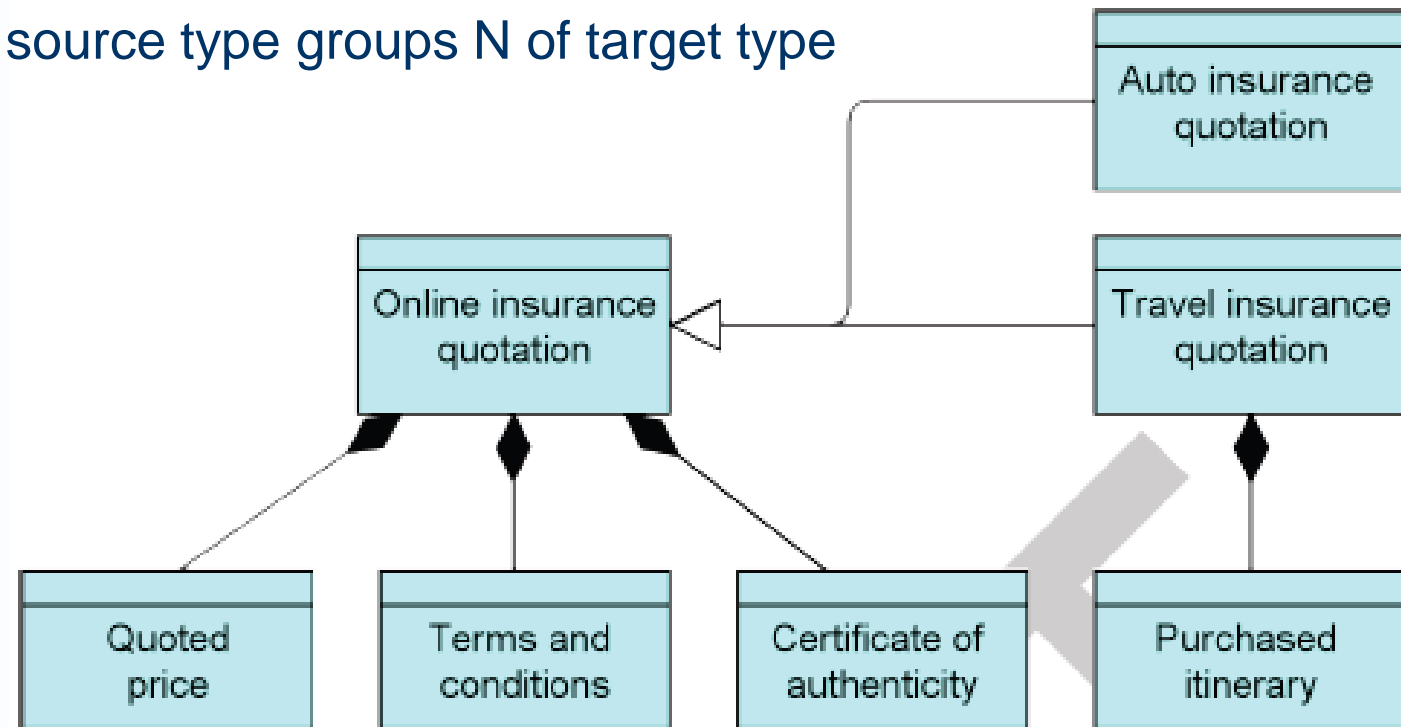 source type groups N of target type
Auto insurance
quotation
Online insurance
quotation
Travel insurance
quotation
Quoted
price
Terms and
conditions
Certificate of
authenticity
Purchased
itinerary